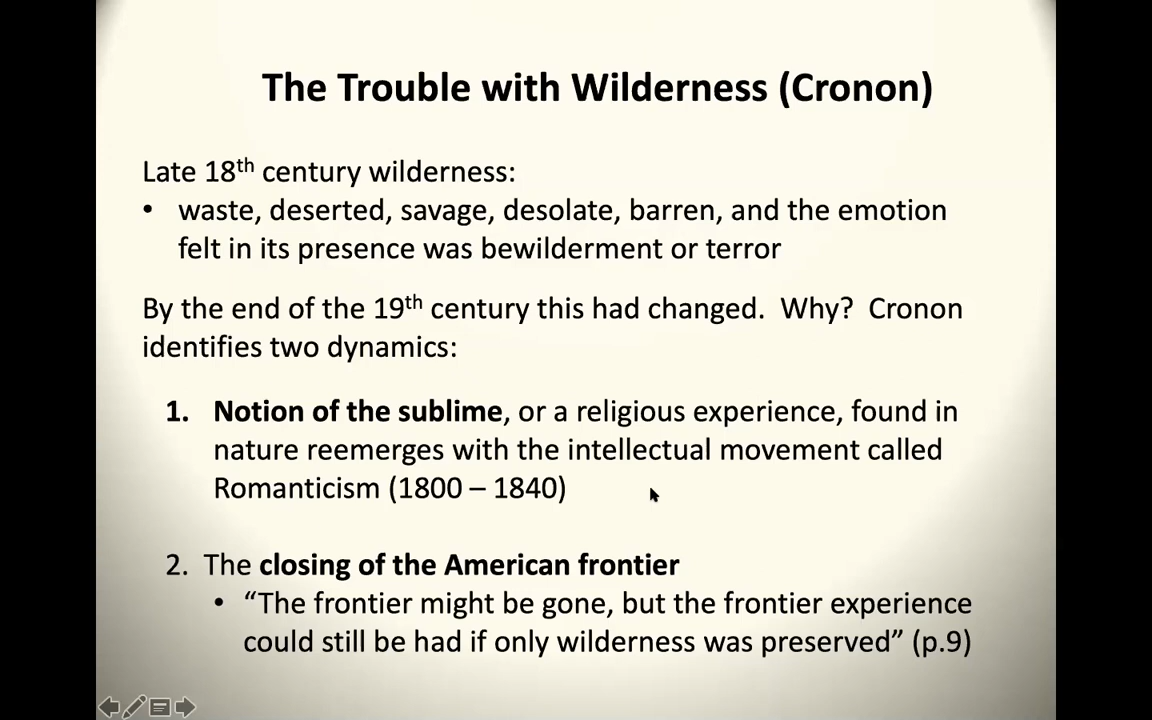 The Trouble with Wilderness (Cronon)
Late 18th century wilderness:
• waste, deserted, savage, desolate, barren, and the emotion
felt in its presence was bewilderment or terror
By the end of the 19th century this had changed.  Why?  Cronon
identifies two dynamics:
1. Notion of the sublime, or a religious experience, found in
nature reemerges with the intellectual movement called
Romanticism (1800 – 1840)
2. The closing of the American frontier
• “The frontier might be gone, but the frontier experience
could still be had if only wilderness was preserved” (p.9)